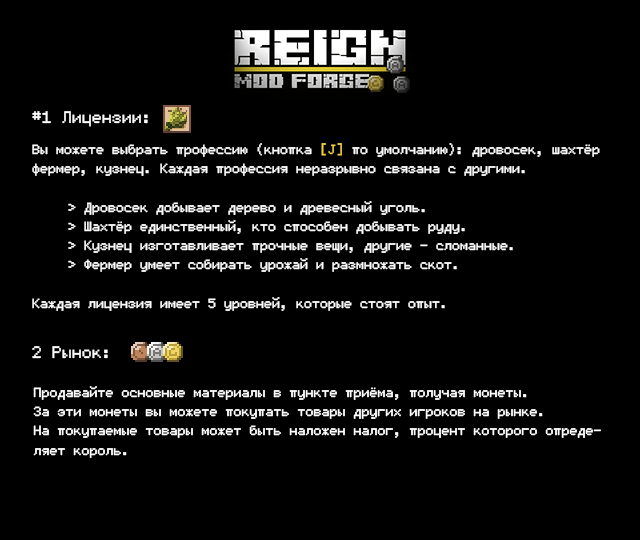 REIGN
MOD FORGE
#1 Лицензии:
Вы можете выбрать профессию (кнопка [J] по умолчанию): дровосек, шахтёр
фермер, кузнец. Каждая профессия неразрывно связана с другими.
> Дровосек добывает дерево и древесный уголь.
> Шахтёр единственный, кто способен добывать руду.
> Кузнец изготавливает прочные вещи, другие - сломанные.
> Фермер умеет собирать урожай и размножать скот.
Каждая лицензия имеет 5 уровней, которые стоят опыт.
2 Рынок:
Продавайте основные материалы в пункте приёма, получая монеты.
За эти монеты вы можете покупать товары других игроков на рынке.
На покупаемые товары может быть наложен налог, процент которого опреде-
ляет король.